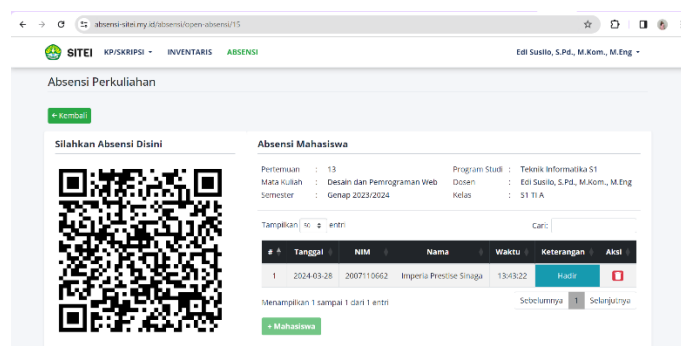 absensi-sitei.my.id/absensi/open-absensi/15
SITEI KP/SKRIPSI INVENTARIS ABSENSI Edi Susilo, S.Pd., M.Kom., M.Eng
Absensi Perkuliahan
← Kembali
Silahkan Absensi Disini
Absensi Mahasiswa
Pertemuan : 13 Program Studi : Teknik Informatika S1
Mata Kuliah : Desain dan Pemrograman Web Dosen : Edi Susilo, S.Pd., M.Kom., M.Eng
Semester : Genap 2023/2024 Kelas : S1 TI A
Tampilkan entri Cari:
# Tanggal NIM Nama Waktu Keterangan Aksi
1 2024-03-28 2007110662 Imperia Prestise Sinaga 13:43:22 Hadir
Menampilkan 1 sampai 1 dari 1 entri Sebelumnya 1 Selanjutnya
+ Mahasiswa